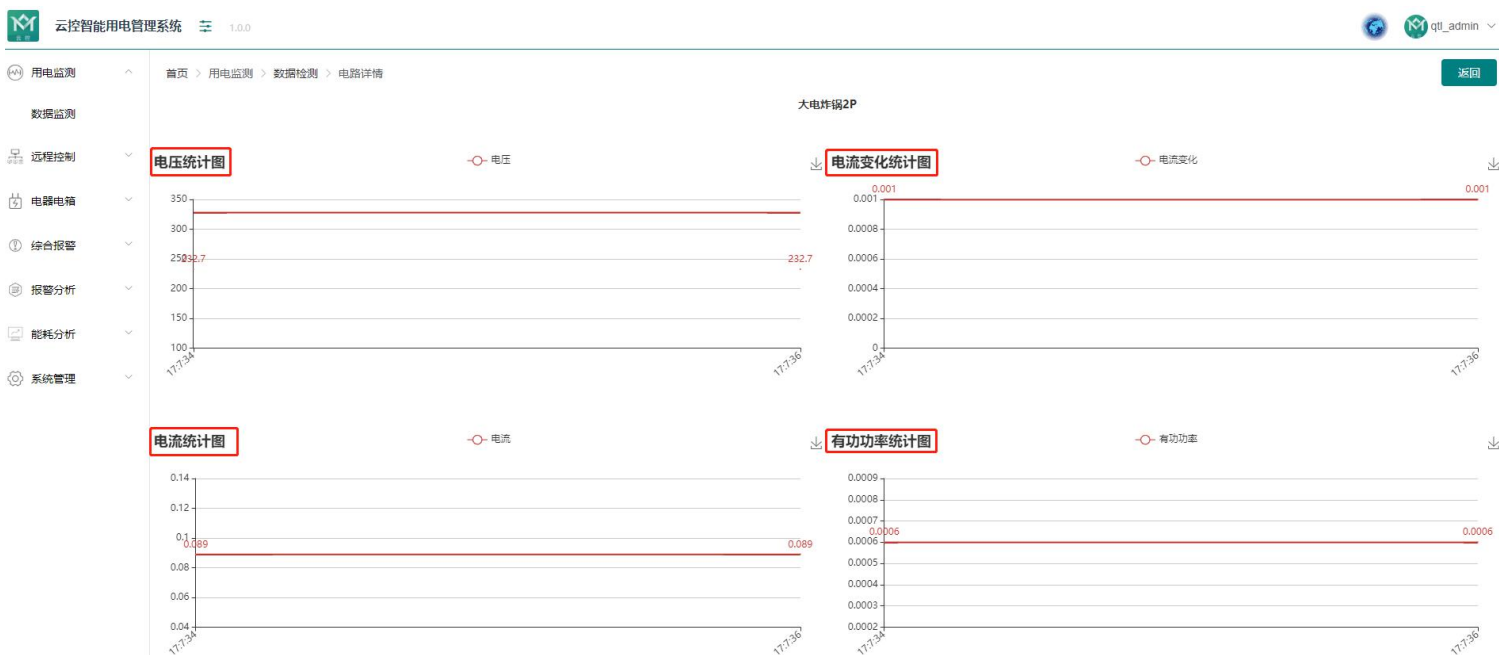 云控智能用电管理系统 1.0.0
qtl_admin
用电监测
数据监测
远程控制
电器电箱
综合报警
报警分析
能耗分析
系统管理
首页 > 用电监测 > 数据检测 > 电路详情
返回
大电炸锅2P
电压统计图
电压
350
300
250
200
150
100
232.7
232.7
17:7:34
17:7:36
电流变化统计图
电流变化
0.001
0.001
0.001
0.0008
0.0006
0.0004
0.0002
0
17:7:34
17:7:36
电流统计图
电流
0.14
0.12
0.1
0.08
0.06
0.04
0.089
0.089
17:7:34
17:7:36
有功功率统计图
有功功率
0.0009
0.0008
0.0007
0.0006
0.0005
0.0004
0.0003
0.0002
0.0006
0.0006
17:7:34
17:7:36